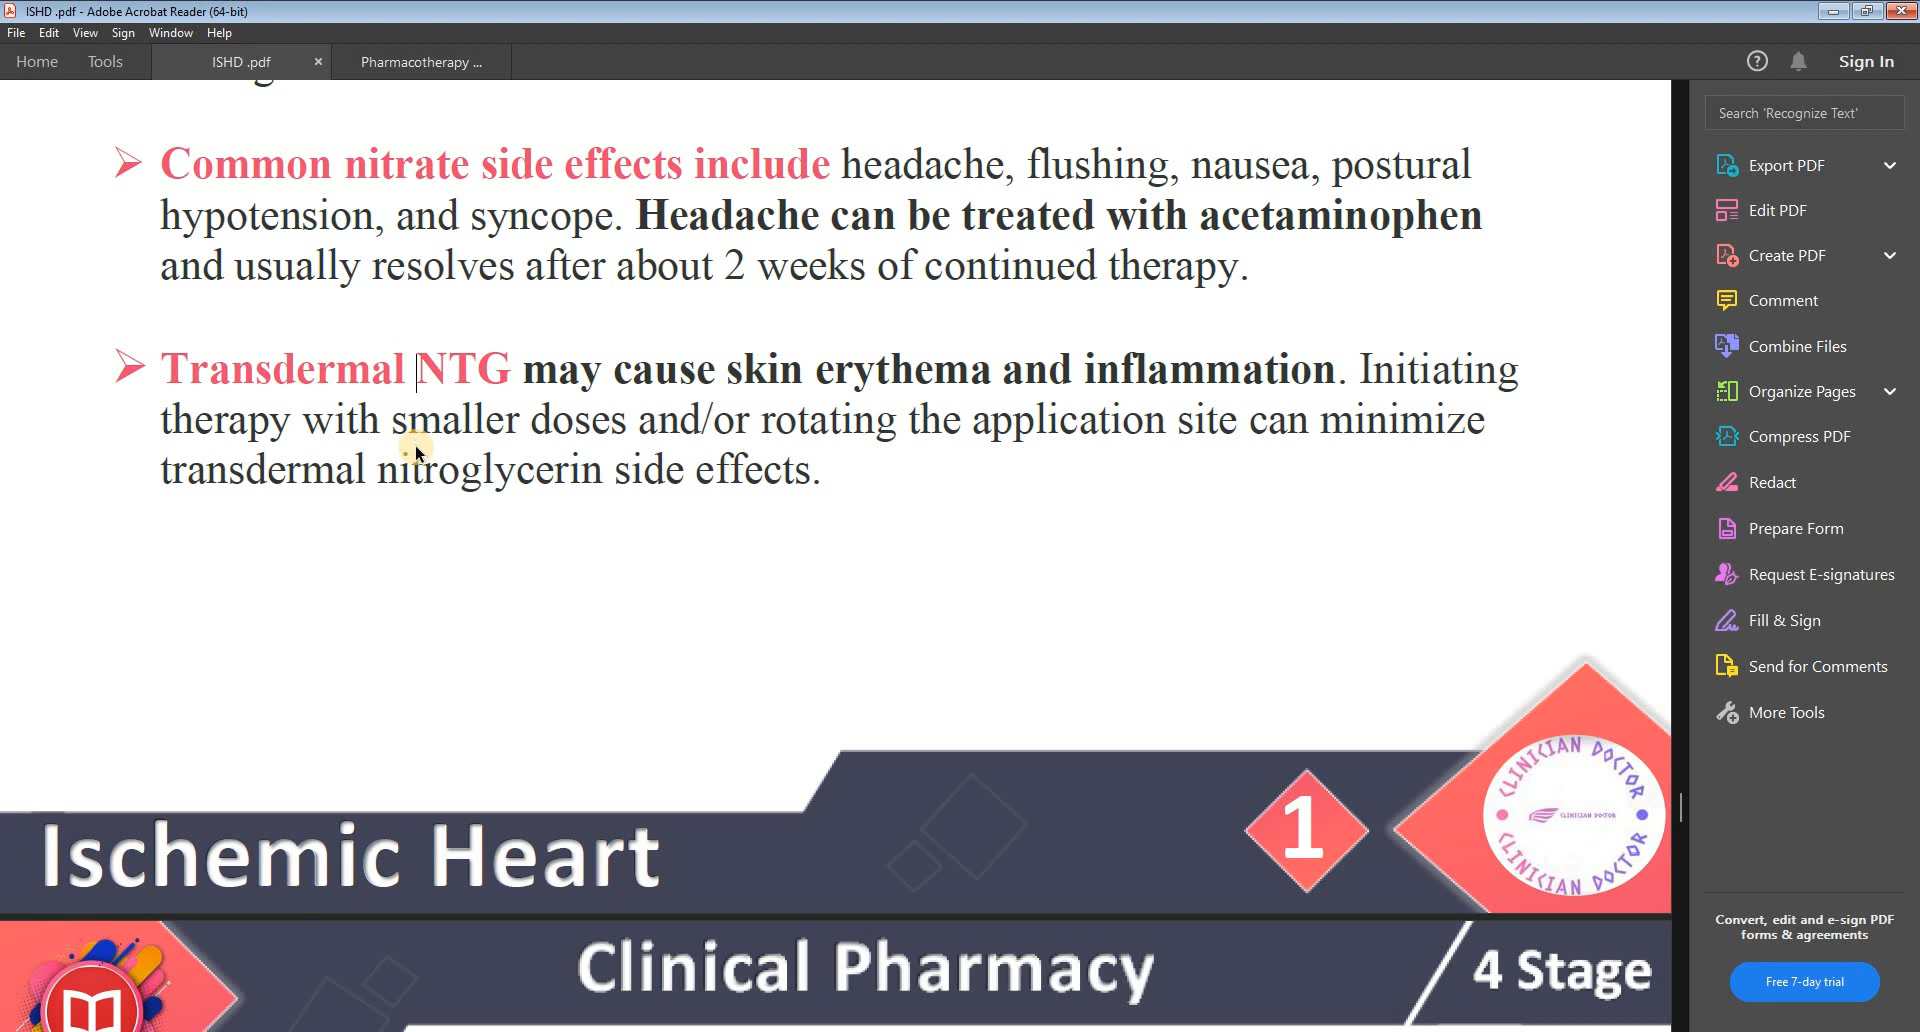 ISHD .pdf - Adobe Acrobat Reader (64-bit)
File Edit View Sign Window Help
Home Tools ISHD .pdf × Pharmacotherapy ... Sign In
Search 'Recognize Text'
➢ Common nitrate side effects include headache, flushing, nausea, postural
hypotension, and syncope. Headache can be treated with acetaminophen
and usually resolves after about 2 weeks of continued therapy.
➢ Transdermal NTG may cause skin erythema and inflammation. Initiating
therapy with smaller doses and/or rotating the application site can minimize
transdermal nitroglycerin side effects.
Ischemic Heart
1
CLINICIAN DOCTOR
CLINICIAN DOCTOR
CLINICIAN DOCTOR
Clinical Pharmacy
4 Stage
Export PDF
Edit PDF
Create PDF
Comment
Combine Files
Organize Pages
Compress PDF
Redact
Prepare Form
Request E-signatures
Fill & Sign
Send for Comments
More Tools
Convert, edit and e-sign PDF
forms & agreements
Free 7-day trial